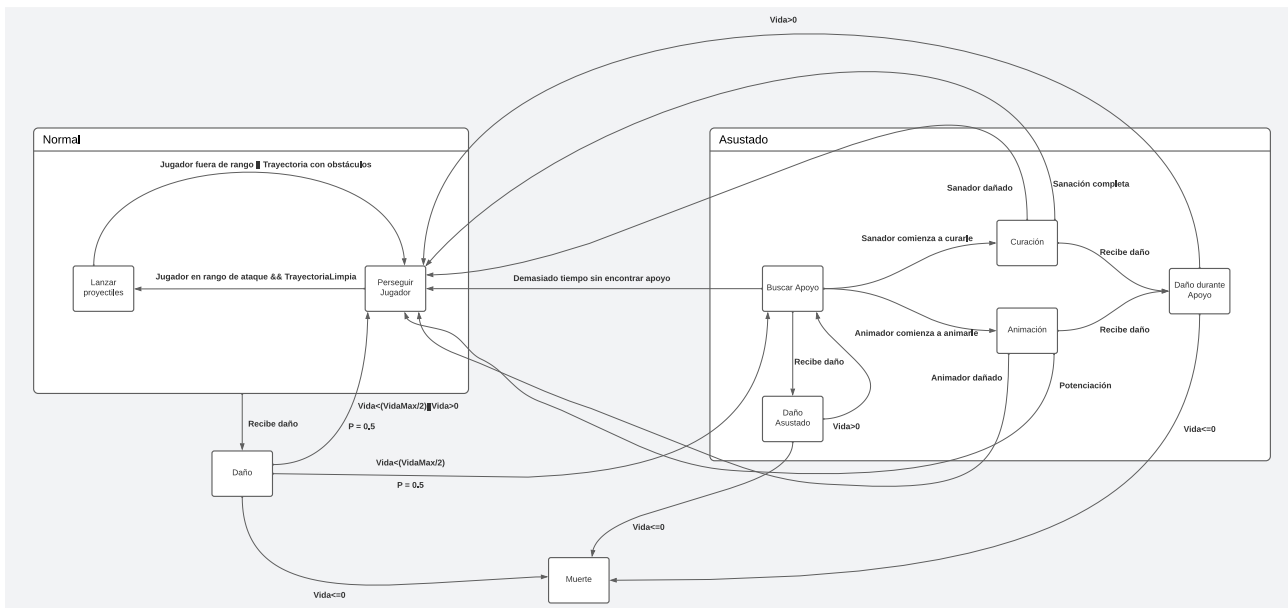 Vida>0
Normal
Asustado
Jugador fuera de rango || Trayectoria con obstáculos
Sanador dañado
Sanación completa
Sanador comienza a curarle
Curación
Recibe daño
Lanzar
proyectiles
Jugador en rango de ataque && TrayectoriaLimpia
Perseguir
Jugador
Demasiado tiempo sin encontrar apoyo
Buscar Apoyo
Daño durante
Apoyo
Animador comienza a animarle
Animación
Recibe daño
Recibe daño
Animador dañado
Potenciación
Vida<(VidaMax/2)||Vida>0
P = 0.5
Recibe daño
Daño
Asustado
Vida>0
Vida<=0
Daño
Vida<(VidaMax/2)
P = 0.5
Vida<=0
Muerte
Vida<=0